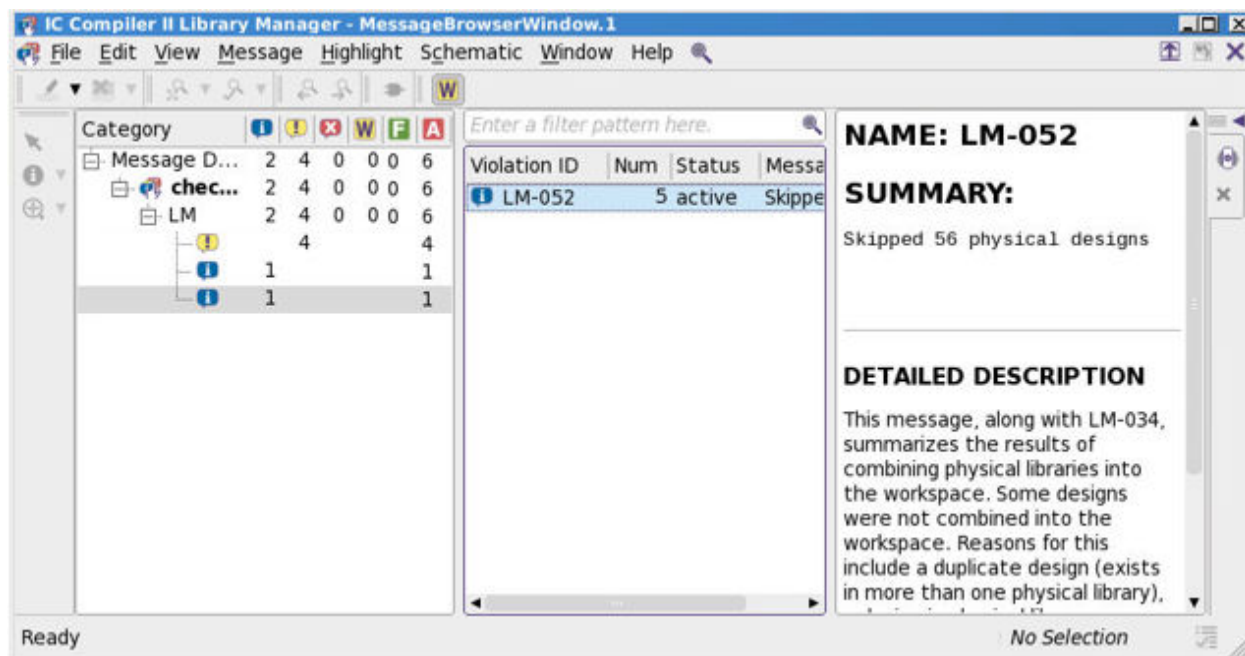 IC Compiler II Library Manager - MessageBrowserWindow.1
File Edit View Message Highlight Schematic Window Help
W
Category i ! x W F A
Message D... 2 4 0 0 0 6
chec... 2 4 0 0 0 6
LM 2 4 0 0 0 6
! 4 4
i 1 1
i 1 1
Enter a filter pattern here.
Violation ID Num Status Messa
i LM-052 5 active Skippe
NAME: LM-052
SUMMARY:
Skipped 56 physical designs
DETAILED DESCRIPTION
This message, along with LM-034,
summarizes the results of
combining physical libraries into
the workspace. Some designs
were not combined into the
workspace. Reasons for this
include a duplicate design (exists
in more than one physical library),
Ready
No Selection